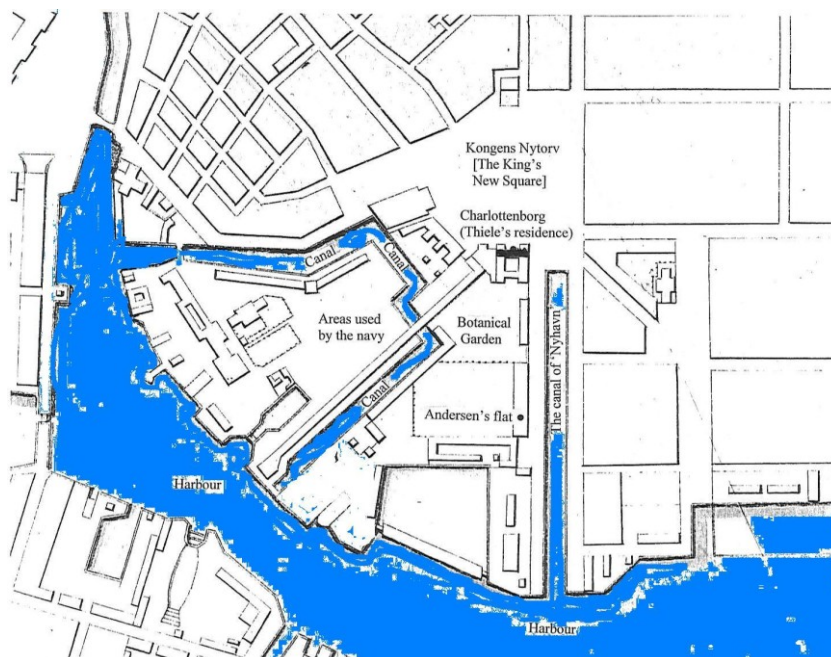 Kongens Nytorv
[The King's
New Square]
Charlottenborg
(Thiele's residence)
Canal
Canal
Areas used
by the navy
Botanical
Garden
The canal of 'Nyhavn'
Canal
Andersen's flat
Harbour
Harbour